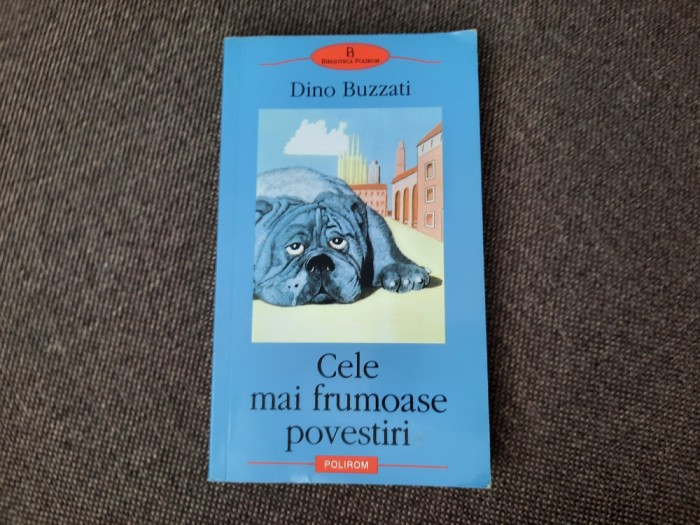 B
BIBLIOTECA POLIROM
Dino Buzzati
Cele
mai frumoase
povestiri
POLIROM